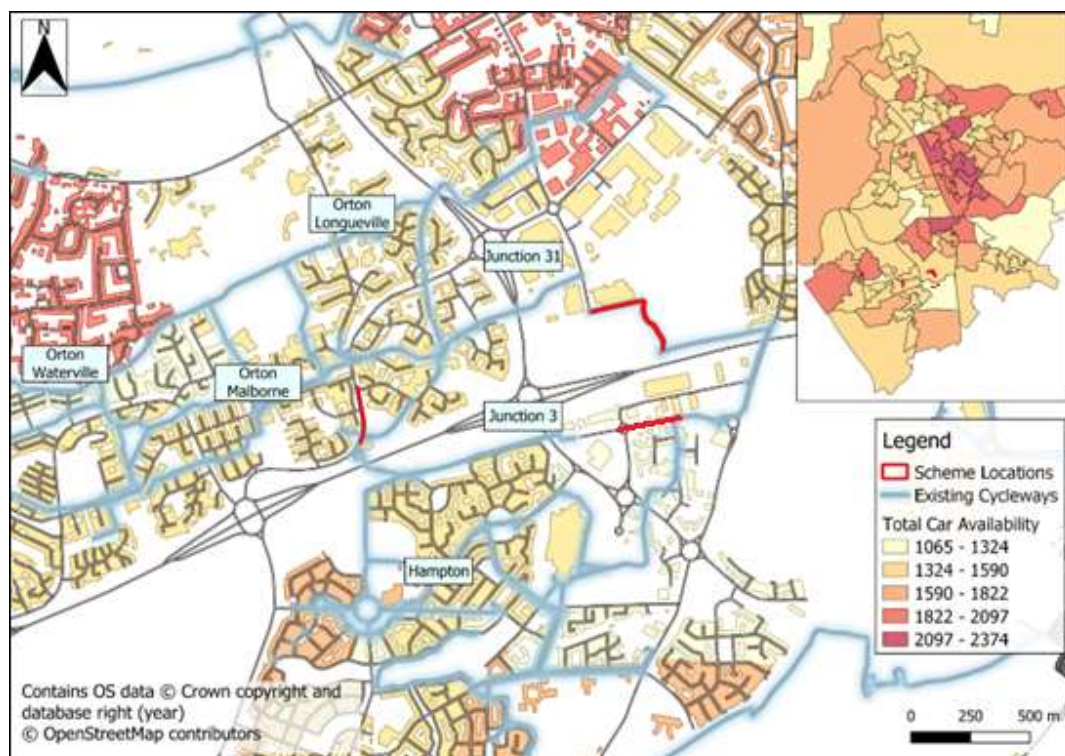 N
Orton
Longueville
Junction 31
Orton
Waterville
Orton
Malborne
Junction 3
Hampton
Legend
Scheme Locations
Existing Cycleways
Total Car Availability
1065 - 1324
1324 - 1590
1590 - 1822
1822 - 2097
2097 - 2374
Contains OS data © Crown copyright and
database right (year)
© OpenStreetMap contributors
0 250 500 m